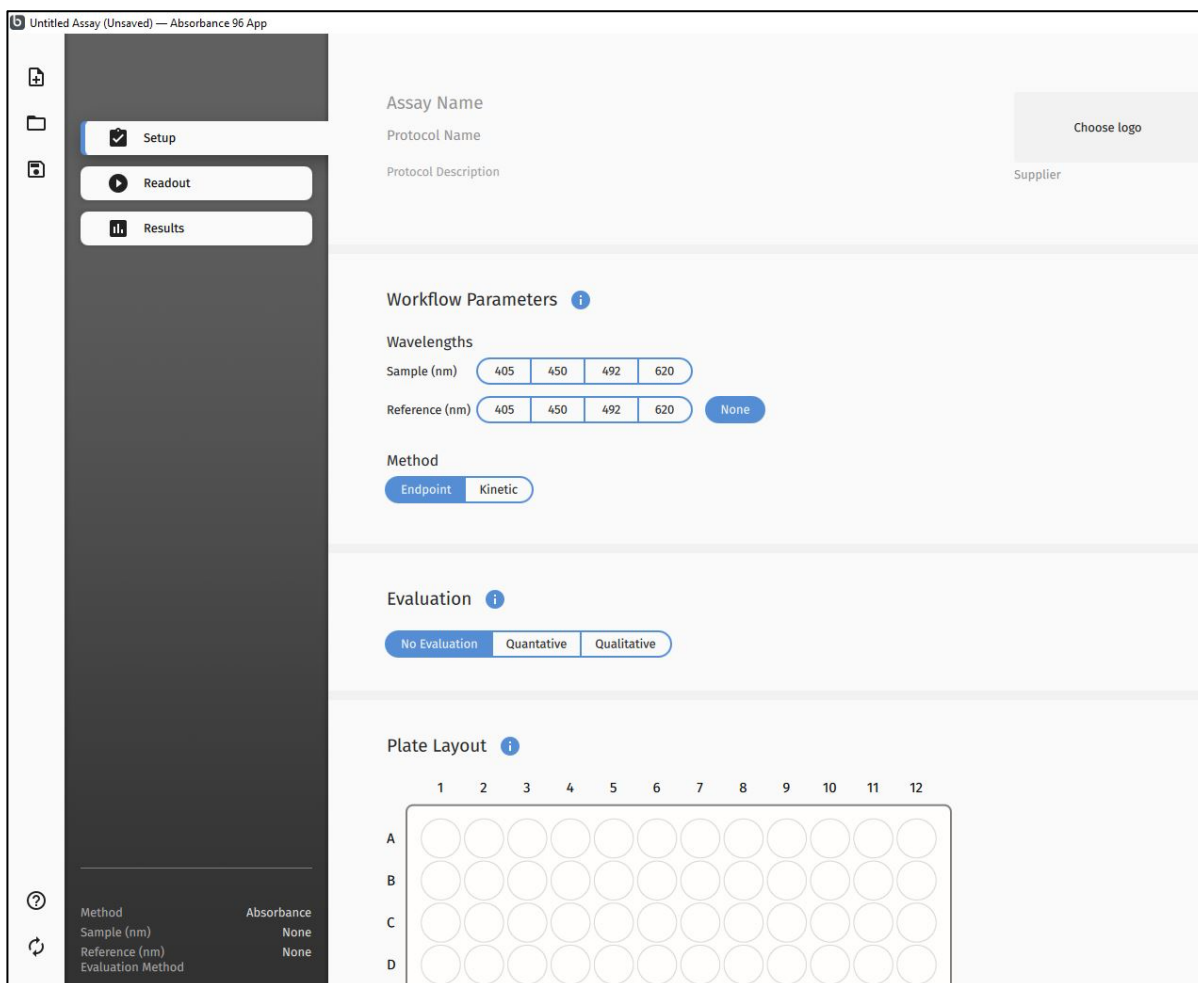 b Untitled Assay (Unsaved) — Absorbance 96 App
Setup
Readout
Results
Method Absorbance
Sample (nm) None
Reference (nm) None
Evaluation Method
Assay Name
Protocol Name
Protocol Description
Choose logo
Supplier
Workflow Parameters i
Wavelengths
Sample (nm) 405 450 492 620
Reference (nm) 405 450 492 620 None
Method
Endpoint Kinetic
Evaluation i
No Evaluation Quantative Qualitative
Plate Layout i
1 2 3 4 5 6 7 8 9 10 11 12
A
B
C
D